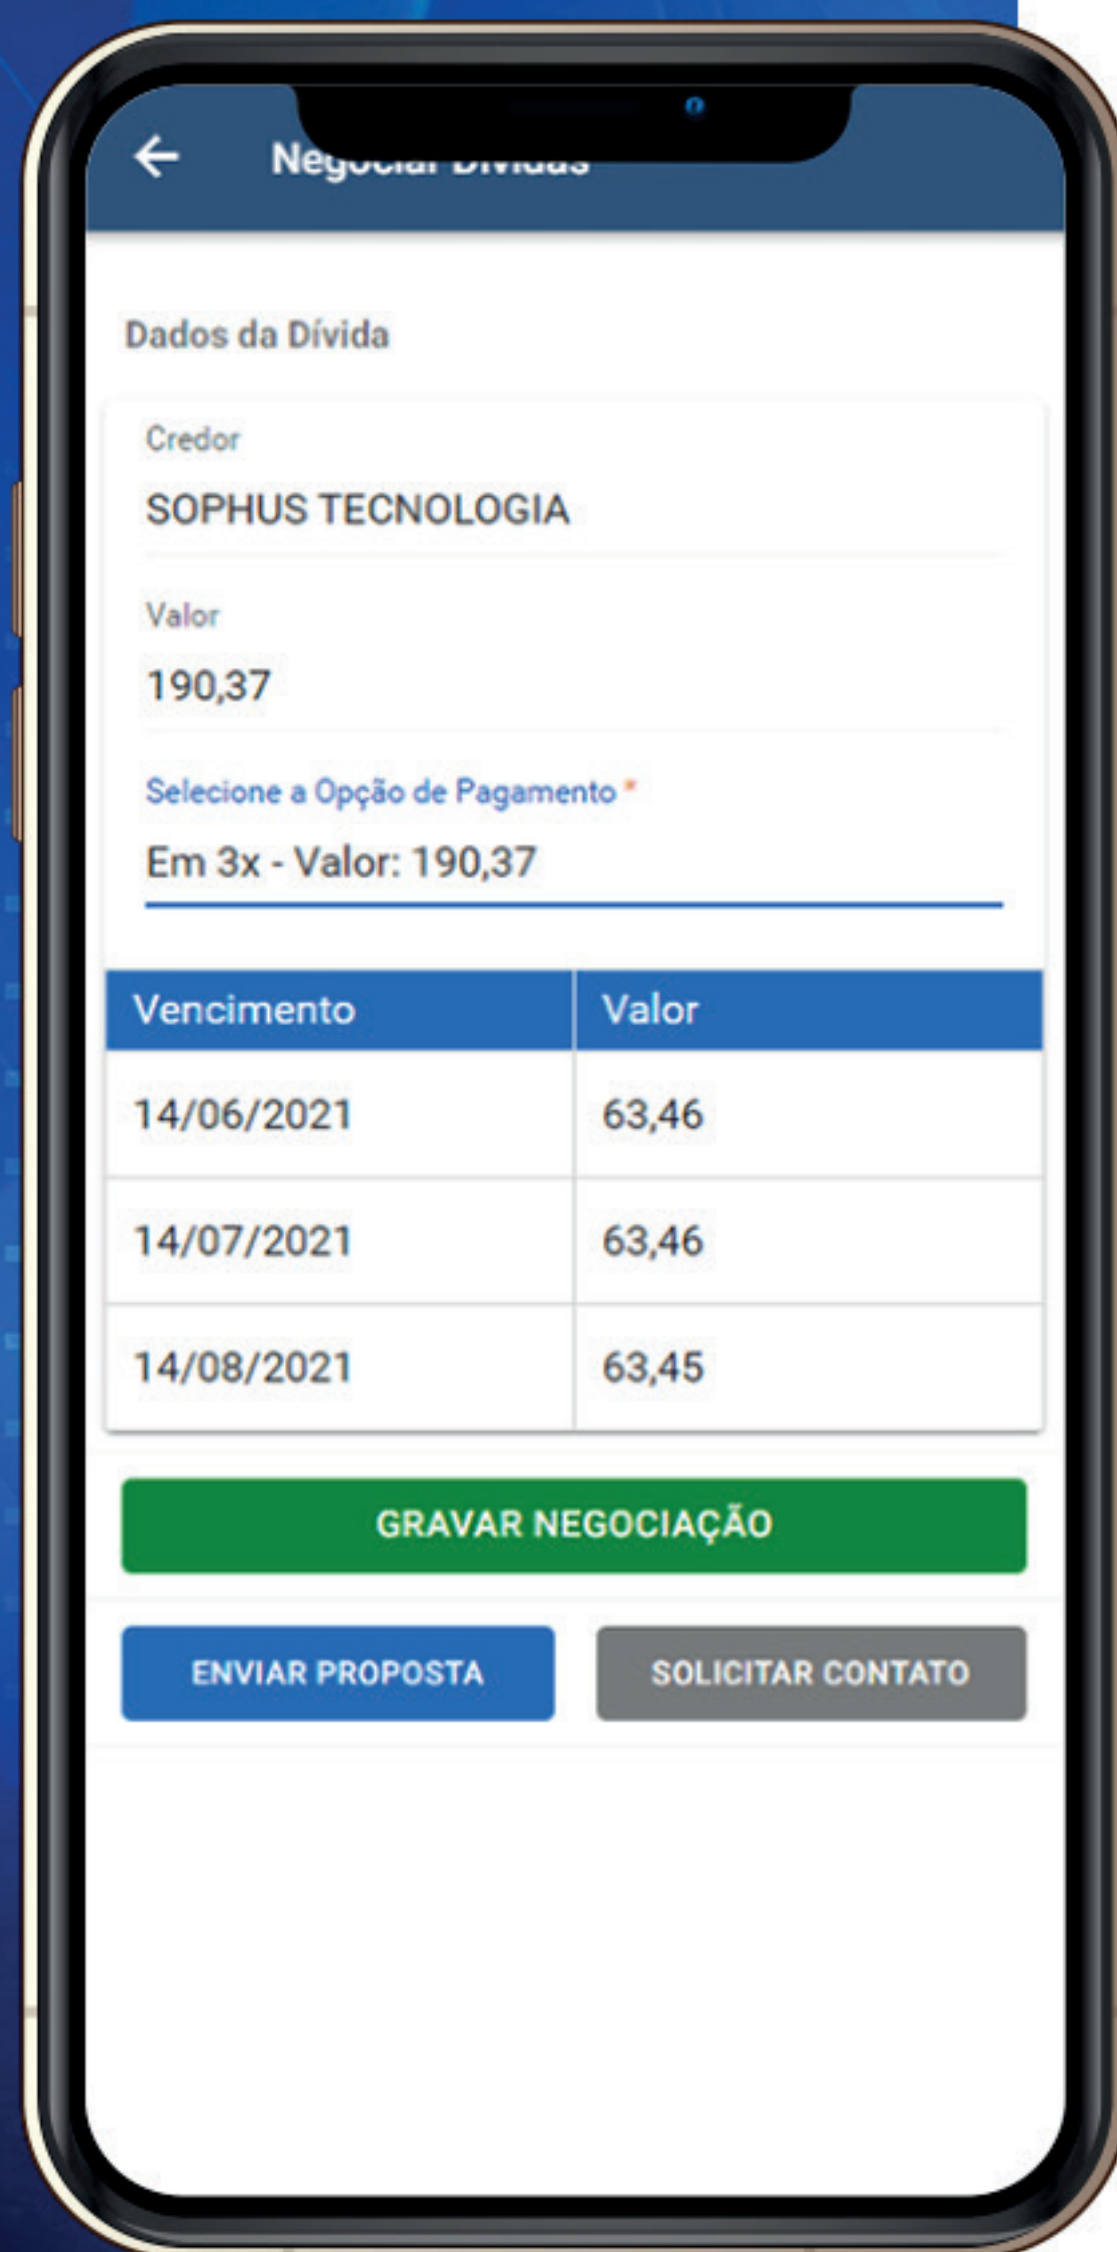 Negociar Dívidas
Dados da Dívida
Credor
SOPHUS TECNOLOGIA
Valor
190,37
Selecione a Opção de Pagamento *
Em 3x - Valor: 190,37
Vencimento Valor
14/06/2021 63,46
14/07/2021 63,46
14/08/2021 63,45
GRAVAR NEGOCIAÇÃO
ENVIAR PROPOSTA SOLICITAR CONTATO